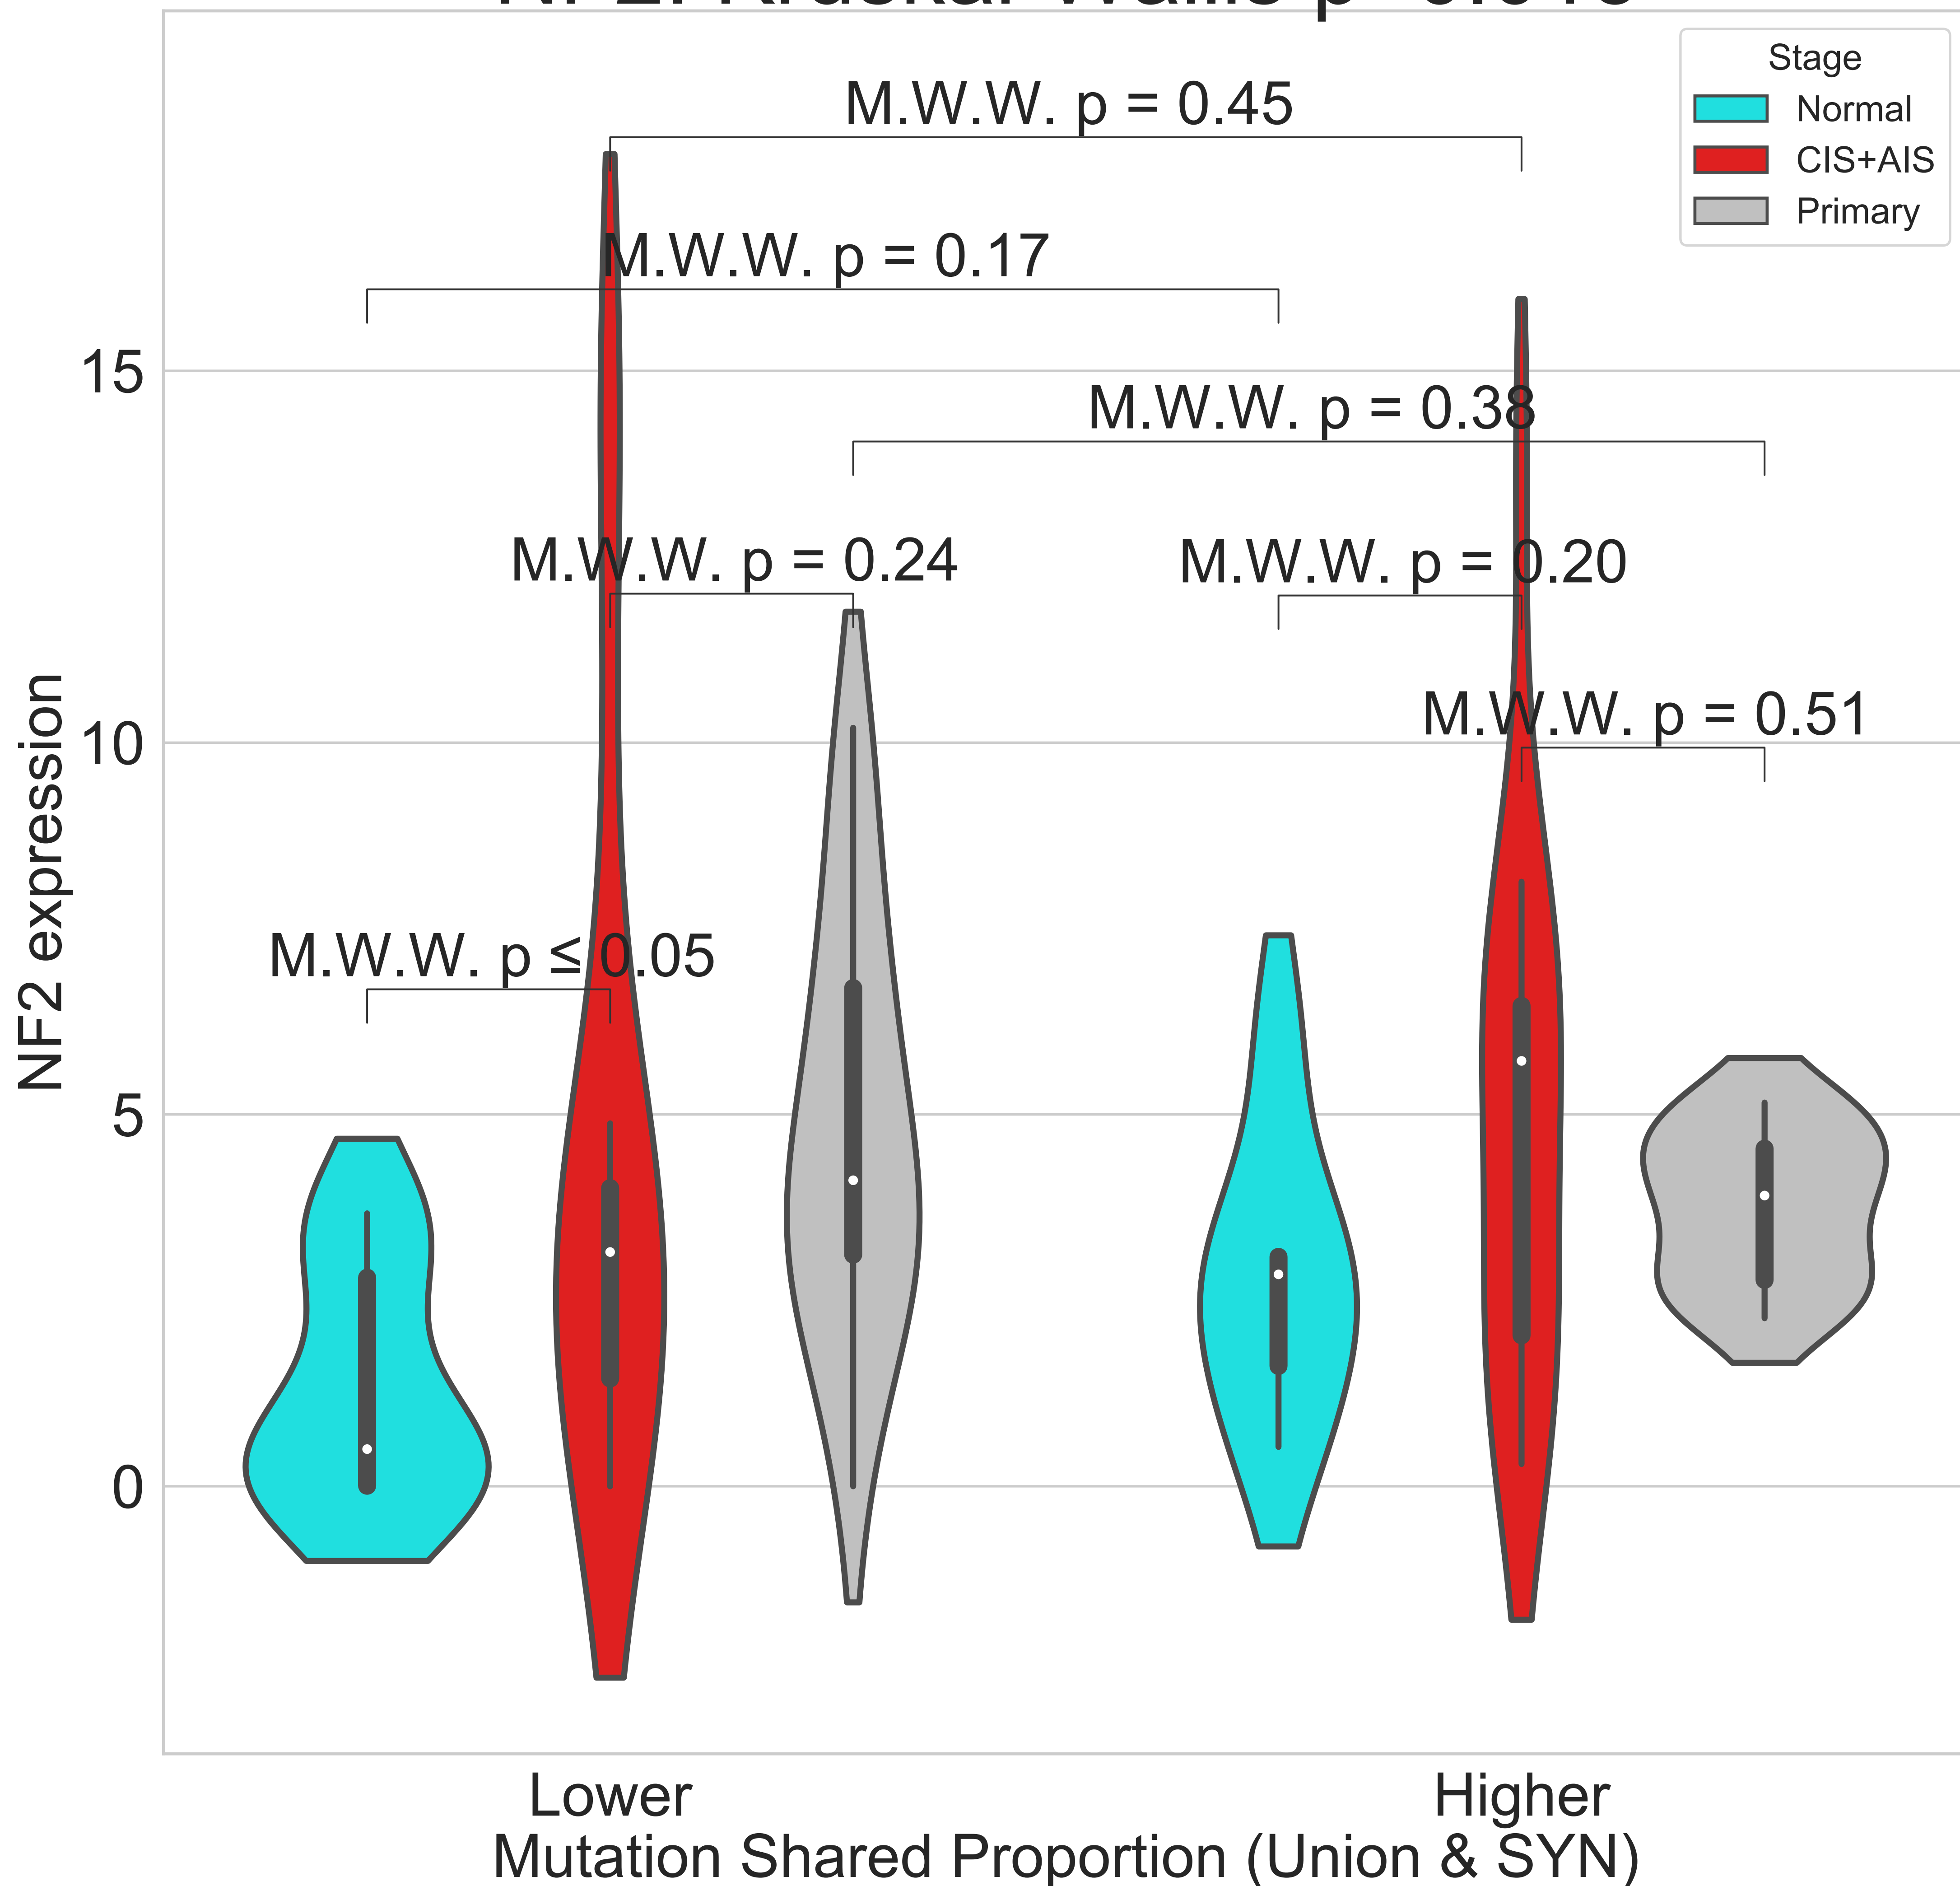 Stage
Normal
CIS+AIS
Primary
M.W.W. p = 0.45
M.W.W. p = 0.17
M.W.W. p = 0.38
M.W.W. p = 0.24
M.W.W. p = 0.20
M.W.W. p = 0.51
M.W.W. p ≤ 0.05
15
10
5
0
NF2 expression
Lower
Higher
Mutation Shared Proportion (Union & SYN)